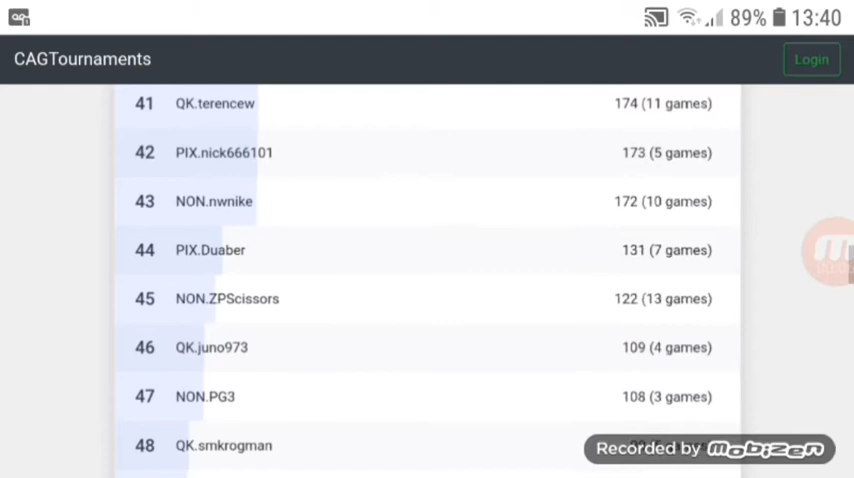 89% 13:40
CAGTournaments Login
41 QK.terencew 174 (11 games)
42 PIX.nick666101 173 (5 games)
43 NON.nwnike 172 (10 games)
44 PIX.Duaber 131 (7 games)
45 NON.ZPScissors 122 (13 games)
46 QK.juno973 109 (4 games)
47 NON.PG3 108 (3 games)
48 QK.smkrogman
Recorded by mobizen